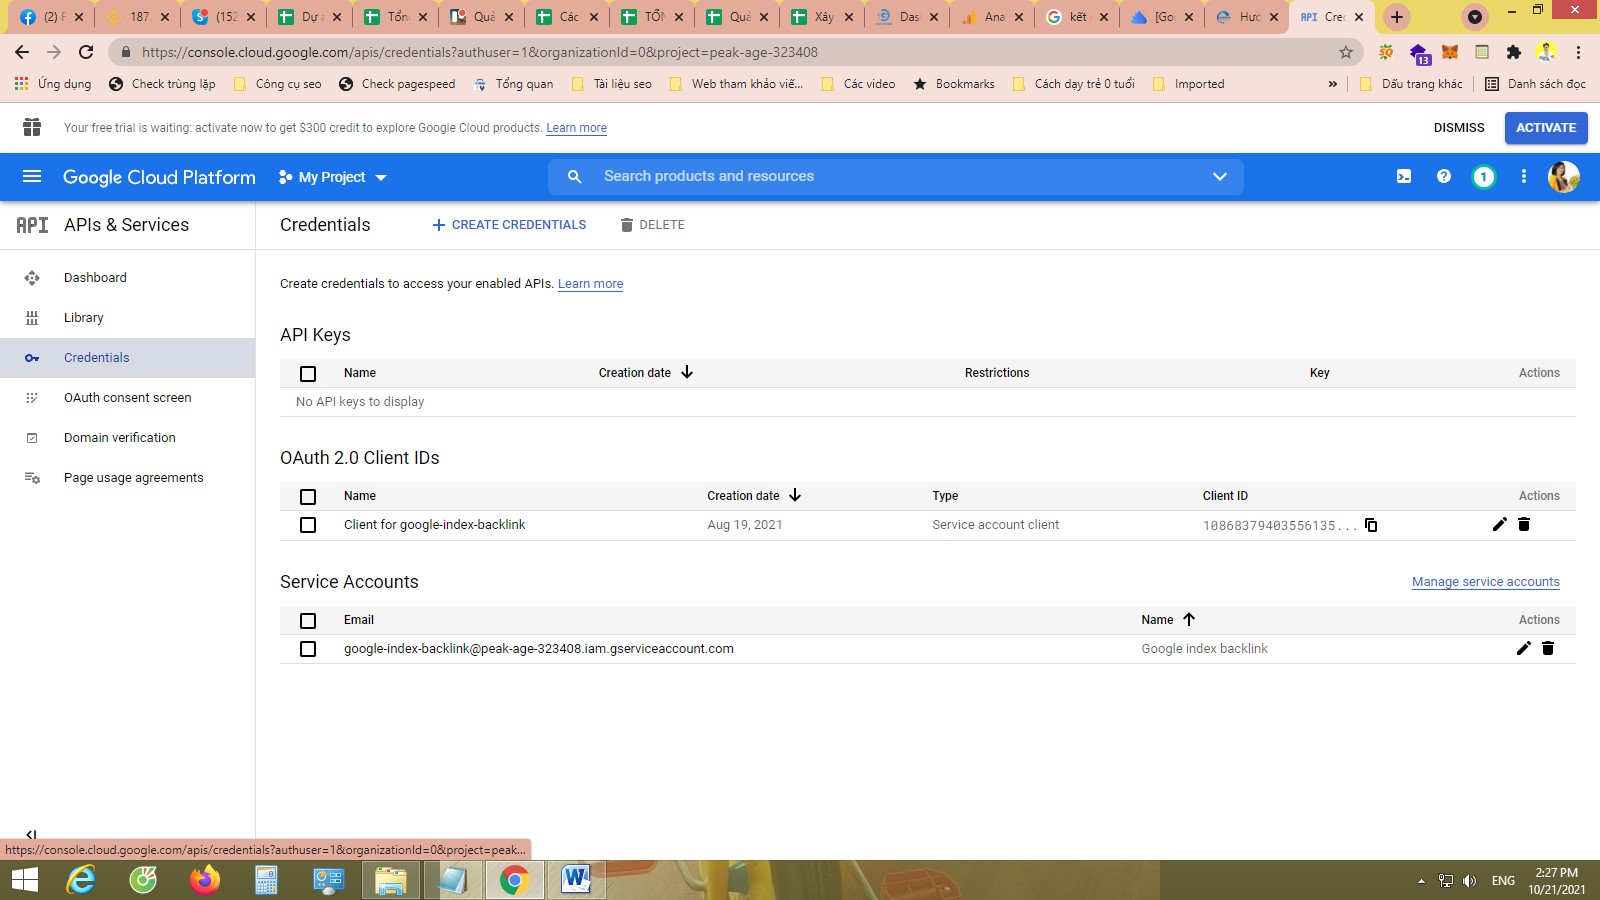 (2) F
187.
(152
Dự á
Tổn
Quả
Các
TỔN
Quả
Xây
Das
Ana
kết
[Go
Hướ
API Cre
https://console.cloud.google.com/apis/credentials?authuser=1&organizationId=0&project=peak-age-323408
13
Ứng dụng Check trùng lặp Công cụ seo Check pagespeed Tổng quan Tài liệu seo Web tham khảo viế... Các video Bookmarks Cách dạy trẻ 0 tuổi Imported » Dấu trang khác Danh sách đọc
Your free trial is waiting: activate now to get $300 credit to explore Google Cloud products. Learn more
DISMISS ACTIVATE
Google Cloud Platform My Project Search products and resources 1
API APIs & Services
Credentials + CREATE CREDENTIALS DELETE
Dashboard
Library
Credentials
OAuth consent screen
Domain verification
Page usage agreements
Create credentials to access your enabled APIs. Learn more
API Keys
Name Creation date Restrictions Key Actions
No API keys to display
OAuth 2.0 Client IDs
Name Creation date Type Client ID Actions
Client for google-index-backlink Aug 19, 2021 Service account client 10868379403556135...
Service Accounts Manage service accounts
Email Name Actions
google-index-backlink@peak-age-323408.iam.gserviceaccount.com Google index backlink
https://console.cloud.google.com/apis/credentials?authuser=1&organizationId=0&project=peak...
ENG
2:27 PM
10/21/2021